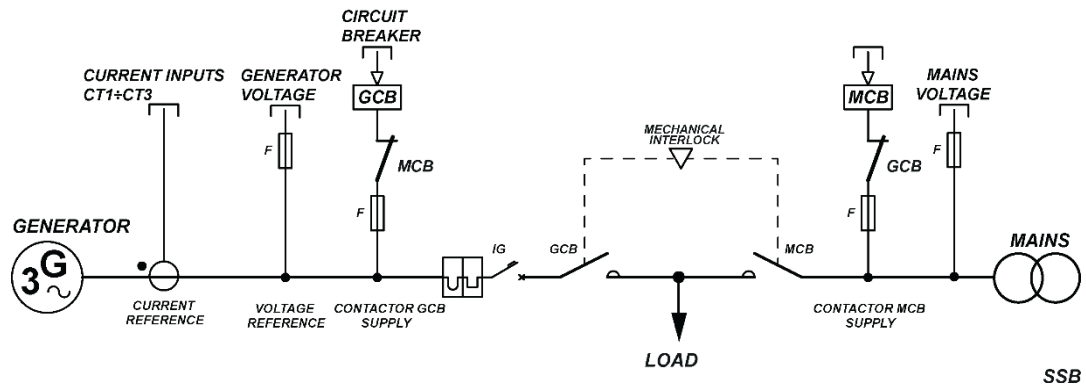 CIRCUIT
BREAKER
CURRENT INPUTS
CT1÷CT3
GENERATOR
VOLTAGE
GCB
MCB
MAINS
VOLTAGE
MECHANICAL
INTERLOCK
F
MCB
F
GCB
F
F
GENERATOR
3G
IG
GCB
MCB
MAINS
CURRENT
REFERENCE
VOLTAGE
REFERENCE
CONTACTOR GCB
SUPPLY
CONTACTOR MCB
SUPPLY
LOAD
SSB